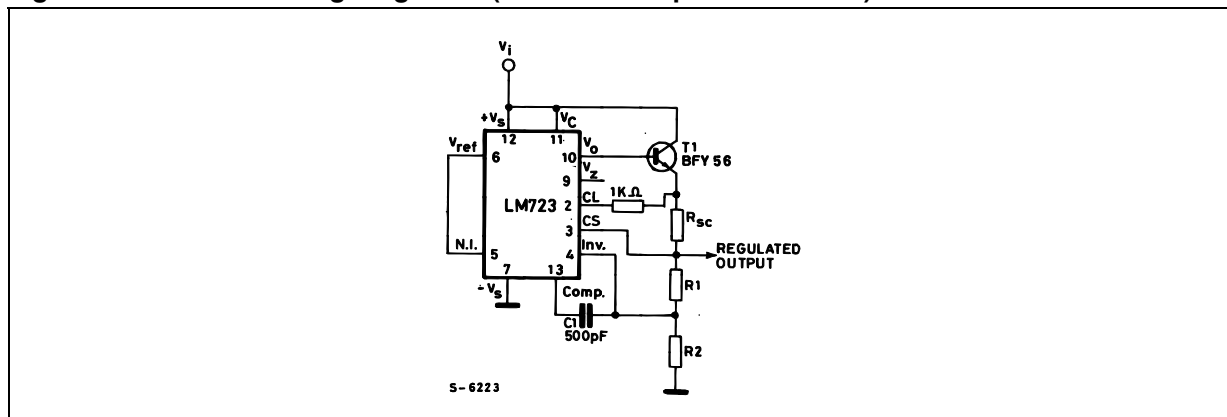 Vi
+Vs
VC
12
11
Vref
6
Vo
10
T1
BFY 56
Vz
9
LM723
2
CL
1KΩ
Rsc
3
CS
N.I.
5
4
Inv.
REGULATED
OUTPUT
7
13
-Vs
Comp.
R1
C1
500pF
R2
S-6223